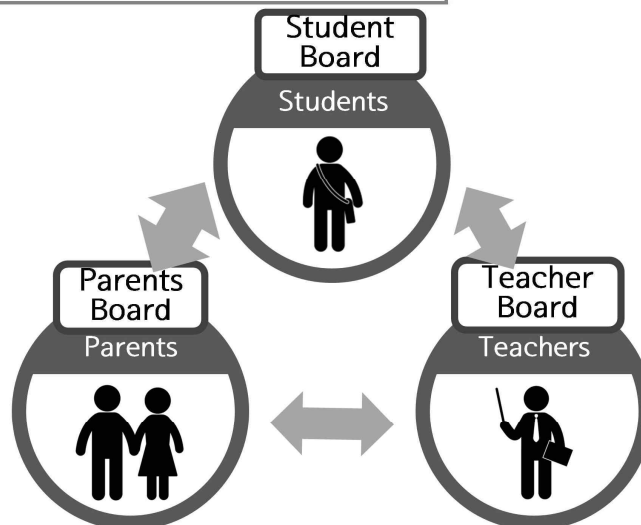 Student
Board
Students
Parents
Board
Parents
Teacher
Board
Teachers